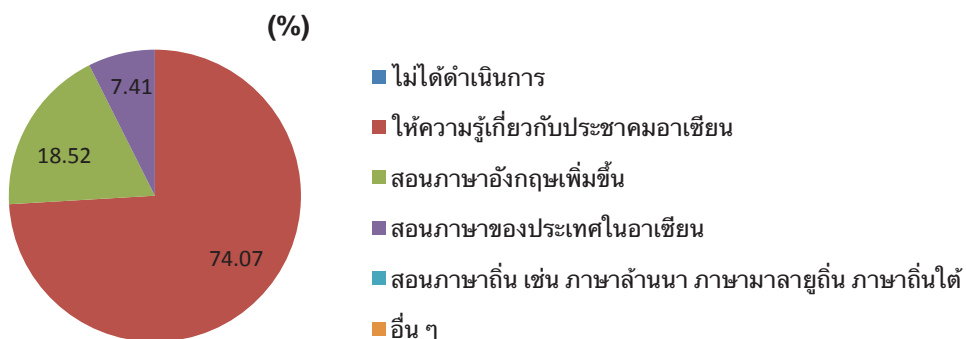 (%)
7.41
18.52
74.07
ไม่ได้ดำเนินการ
ให้ความรู้เกี่ยวกับประชาคมอาเซียน
สอนภาษาอังกฤษเพิ่มขึ้น
สอนภาษาของประเทศในอาเซียน
สอนภาษาถิ่น เช่น ภาษาล้านนา ภาษามาลายูถิ่น ภาษาถิ่นใต้
อื่น ๆ